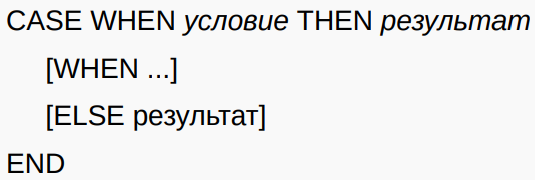 CASE WHEN условие THEN результат
[WHEN ...]
[ELSE результат]
END